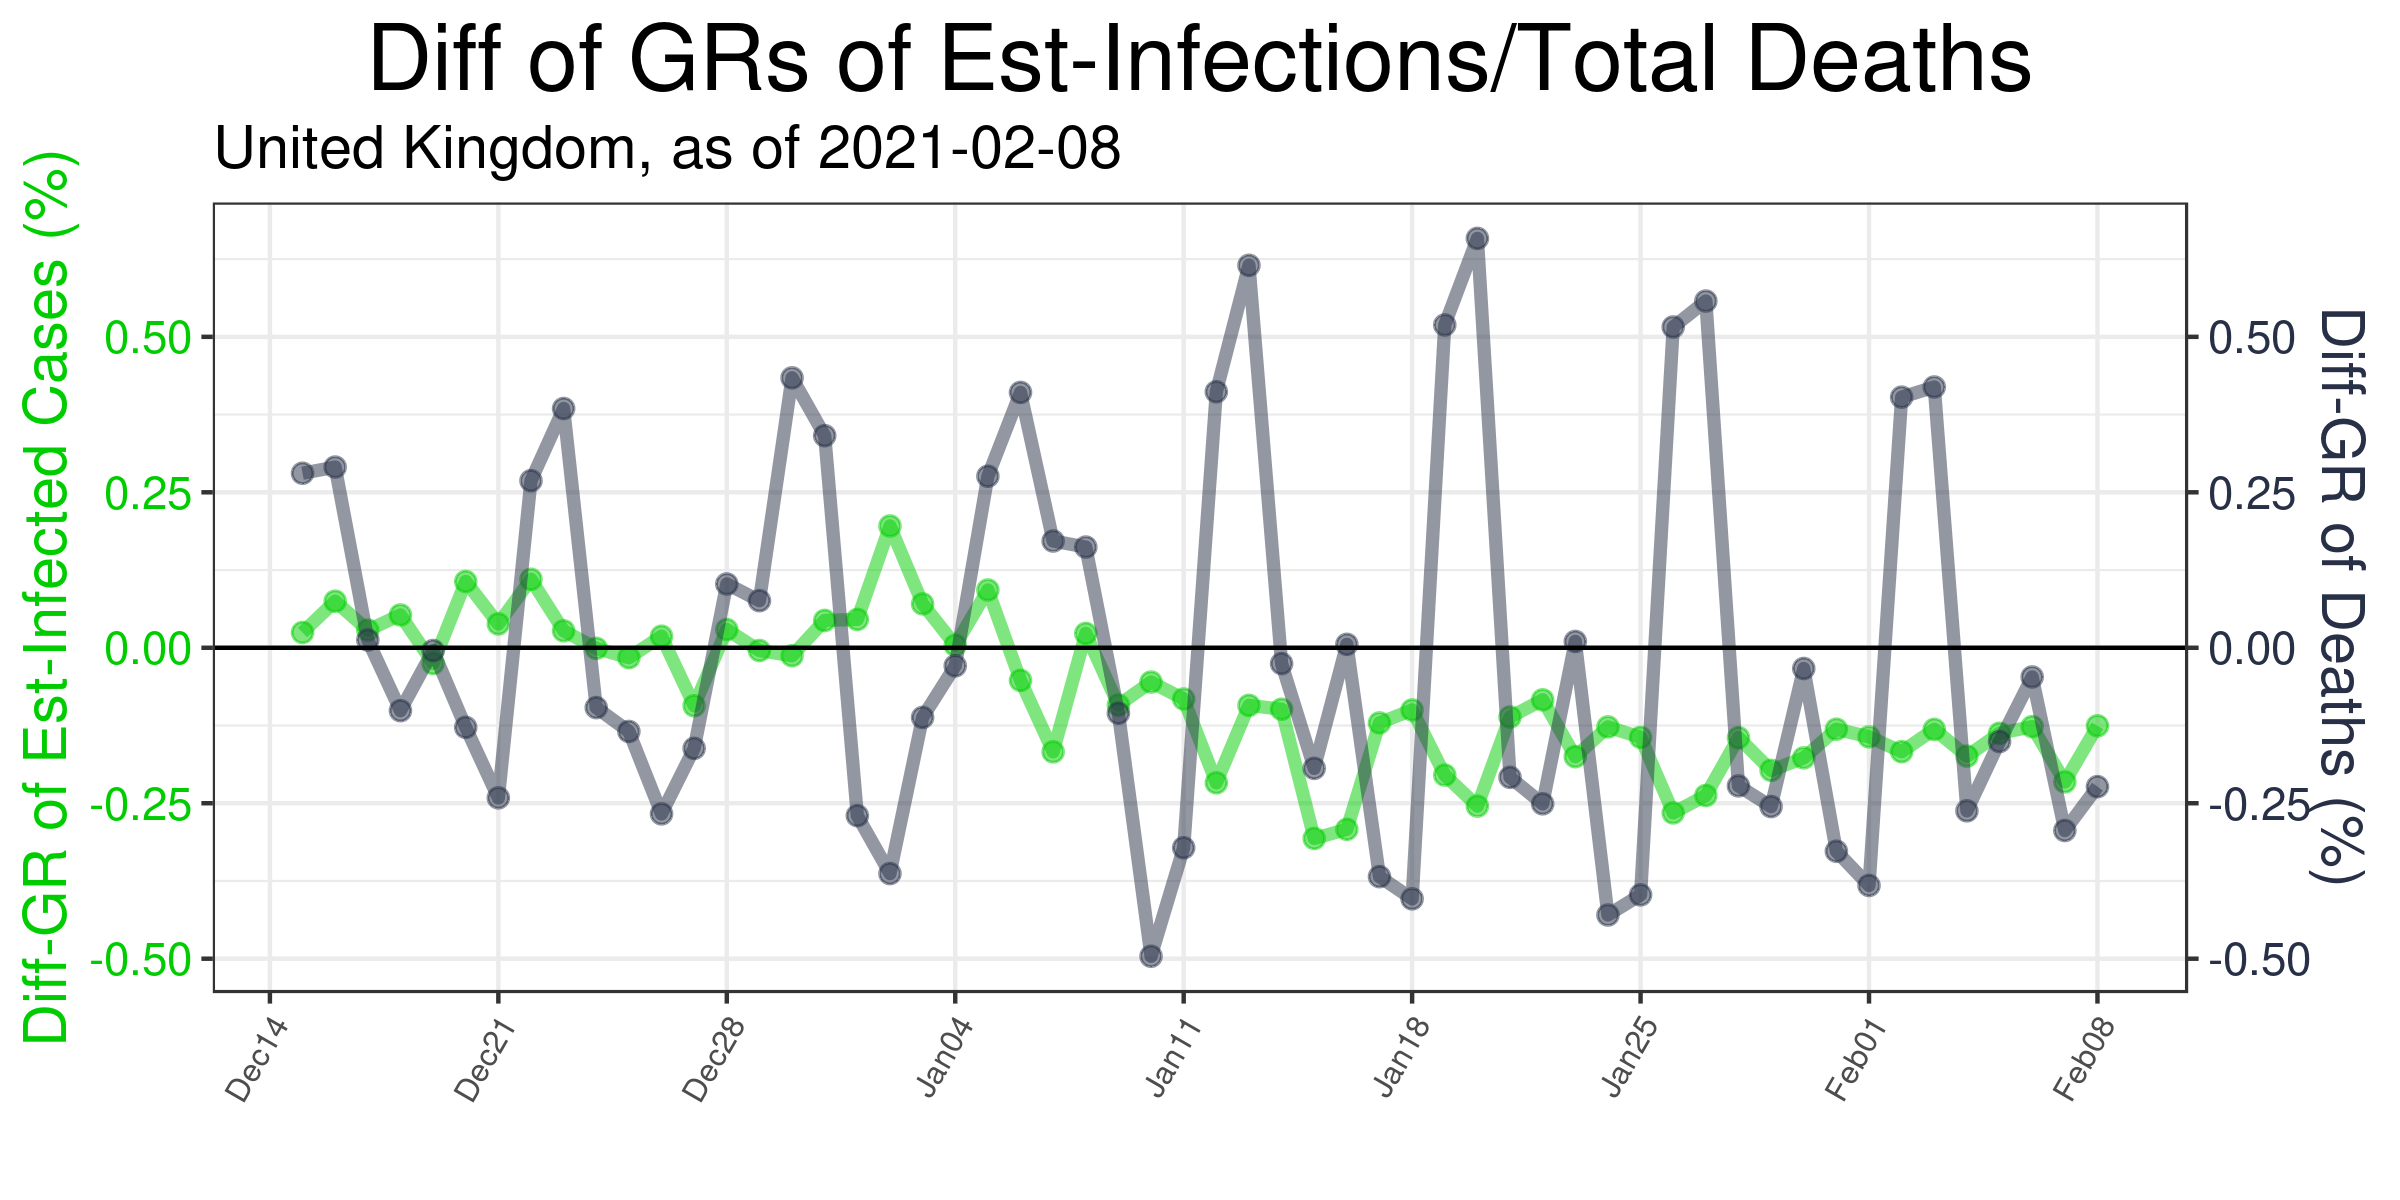 Diff of GRs of Est-Infections/Total Deaths
United Kingdom, as of 2021-02-08
Diff-GR of Est-Infected Cases (%)
0.50
0.25
0.00
-0.25
-0.50
0.50
0.25
0.00
-0.25
-0.50
Diff-GR of Deaths (%)
Dec14
Dec21
Dec28
Jan04
Jan11
Jan18
Jan25
Feb01
Feb08